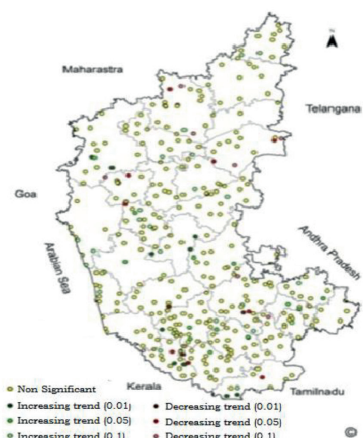 N
Maharastra
Telangana
Goa
Arabian Sea
Andhra Pradesh
Kerala
Tamilnadu
Non Significant
Increasing trend (0.01)
Decreasing trend (0.01)
Increasing trend (0.05)
Decreasing trend (0.05)
Increasing trend (0.1)
Decreasing trend (0.1)